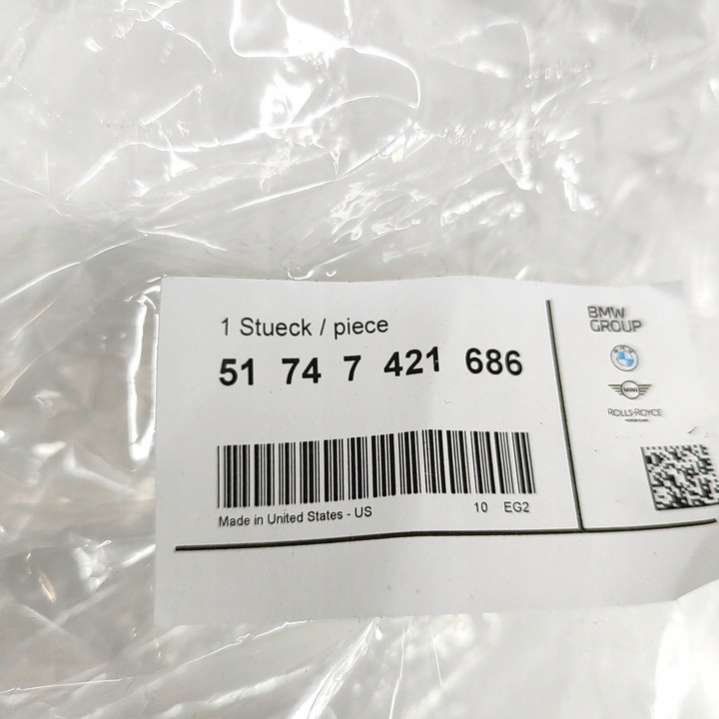 1 Stueck / piece
51 74 7 421 686
Made in United States - US 10 EG2
BMW
GROUP
MINI
ROLLS-ROYCE